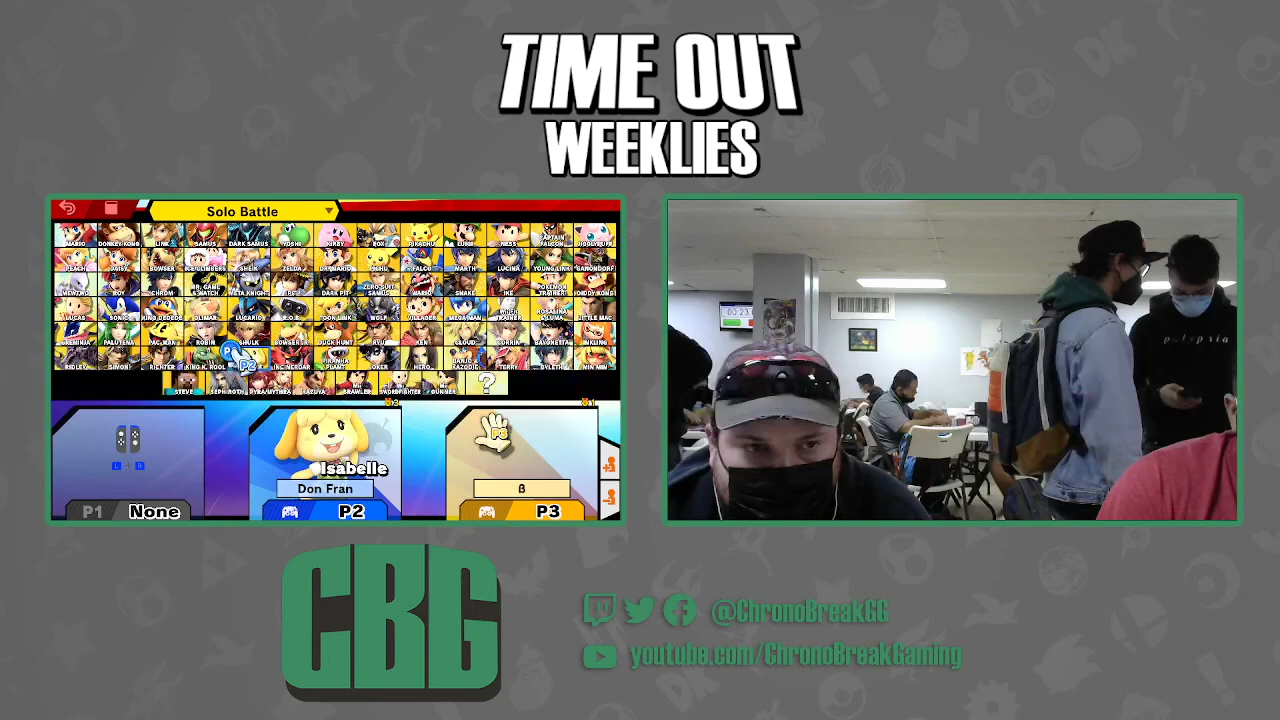 TIME OUT
WEEKLIES
Solo Battle
MARIO DONKEY KONG LINK SAMUS DARK SAMUS YOSHI KIRBY FOX PIKACHU LUIGI NESS CAPTAIN FALCON JIGGLYPUFF
PEACH DAISY BOWSER ICE CLIMBERS SHEIK ZELDA DR. MARIO PICHU FALCO MARTH LUCINA YOUNG LINK GANONDORF
MEWTWO ROY CHROM MR. GAME & WATCH META KNIGHT PIT DARK PIT ZERO SUIT SAMUS WARIO SNAKE IKE POKÉMON TRAINER DIDDY KONG
LUCAS SONIC KING DEDEDE OLIMAR LUCARIO R.O.B. TOON LINK WOLF VILLAGER MEGA MAN WII FIT TRAINER ROSALINA & LUMA LITTLE MAC
GRENINJA PALUTENA PAC-MAN ROBIN SHULK BOWSER JR. DUCK HUNT RYU KEN CLOUD CORRIN BAYONETTA INKLING
RIDLEY SIMON RICHTER KING K. ROOL P2 INCINEROAR PIRANHA PLANT JOKER HERO BANJO & KAZOOIE TERRY BYLETH MIN MIN
STEVE SEPHIROTH PYRA/MYTHRA KAZUYA BRAWLER SWORDFIGHTER GUNNER ?
3
1
P3
Isabelle
L + R
Don Fran
β
P1 None
P2
P3
CBG
@ChronoBreakGG
youtube.com/ChronoBreakGaming